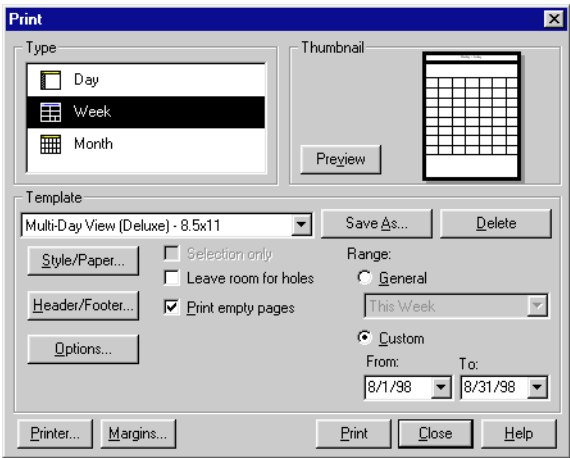 Print
Type
Day
Week
Month
Thumbnail
Preview
Template
Multi-Day View (Deluxe) - 8.5x11
Save As...
Delete
Style/Paper...
Selection only
Range:
Leave room for holes
General
Header/Footer...
Print empty pages
This Week
Options...
Custom
From:
To:
8/1/98
8/31/98
Printer...
Margins...
Print
Close
Help